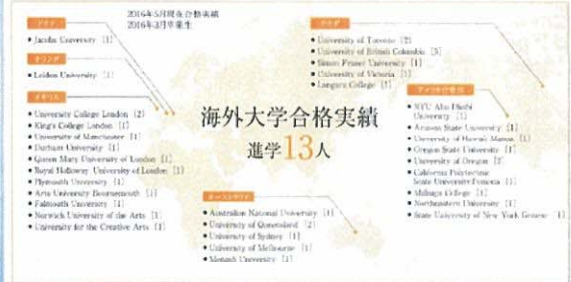 2016年5月現在合格実績
2016年3月卒業生
ドイツ
• Jacobs University [1]
オランダ
• Leiden University [1]
イギリス
• University College London [2]
• King's College London [1]
• University of Manchester [1]
• Durham University [1]
• Queen Mary University of London [1]
• Royal Holloway University of London [1]
• Plymouth University [1]
• Arts University Bournemouth [1]
• Falmouth University [1]
• Norwich University of the Arts [1]
• University for the Creative Arts [1]
海外大学合格実績
進学13人
カナダ
• University of Toronto [2]
• University of British Columbia [5]
• Simon Fraser University [1]
• University of Victoria [1]
• Langara College [1]
アメリカ合衆国
• NYU Abu Dhabi
University [1]
• Arizona State University [1]
• University of Hawaii Manoa [1]
• Oregon State University [1]
• University of Oregon [2]
• California Polytechnic
State University Pomona [1]
• Northeastern University [1]
• State University of New York Geneseo [1]
オーストラリア
• Australian National University [1]
• University of Queensland [2]
• University of Sydney [1]
• University of Melbourne [1]
• Monash University [1]